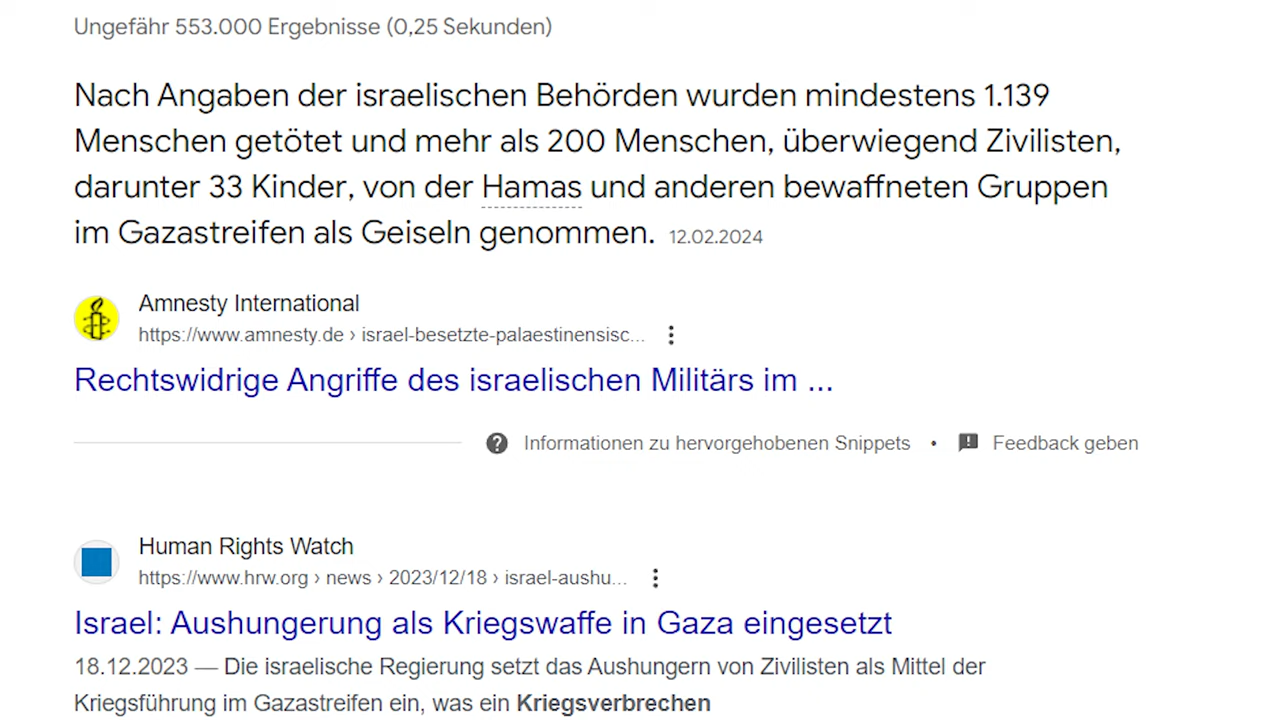 Ungefähr 553.000 Ergebnisse (0,25 Sekunden)
Nach Angaben der israelischen Behörden wurden mindestens 1.139
Menschen getötet und mehr als 200 Menschen, überwiegend Zivilisten,
darunter 33 Kinder, von der Hamas und anderen bewaffneten Gruppen
im Gazastreifen als Geiseln genommen. 12.02.2024
Amnesty International
https://www.amnesty.de › israel-besetzte-palaestinensisc...
Rechtswidrige Angriffe des israelischen Militärs im ...
Informationen zu hervorgehobenen Snippets • Feedback geben
Human Rights Watch
https://www.hrw.org › news › 2023/12/18 › israel-aushu...
Israel: Aushungerung als Kriegswaffe in Gaza eingesetzt
18.12.2023 — Die israelische Regierung setzt das Aushungern von Zivilisten als Mittel der
Kriegsführung im Gazastreifen ein, was ein Kriegsverbrechen